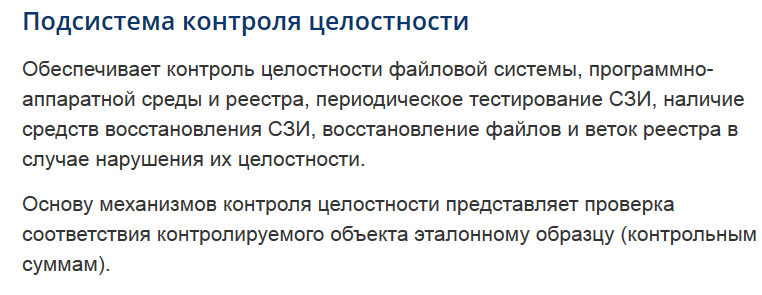 Подсистема контроля целостности
Обеспечивает контроль целостности файловой системы, программно-
аппаратной среды и реестра, периодическое тестирование СЗИ, наличие
средств восстановления СЗИ, восстановление файлов и веток реестра в
случае нарушения их целостности.
Основу механизмов контроля целостности представляет проверка
соответствия контролируемого объекта эталонному образцу (контрольным
суммам).